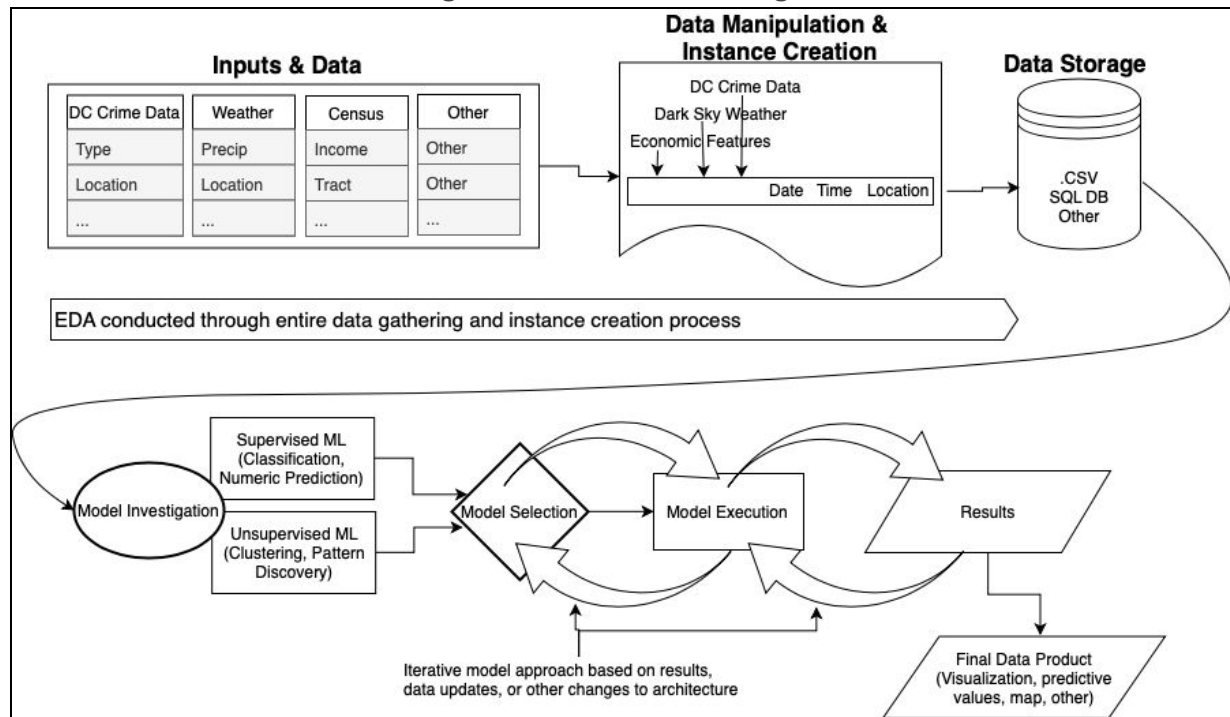 Inputs & Data
DC Crime Data
Type
Location
...
Weather
Precip
Location
...
Census
Income
Tract
...
Other
Other
Other
...
Data Manipulation &
Instance Creation
DC Crime Data
Dark Sky Weather
Economic Features
Date Time Location
Data Storage
.CSV
SQL DB
Other
EDA conducted through entire data gathering and instance creation process
Model Investigation
Supervised ML
(Classification,
Numeric Prediction)
Unsupervised ML
(Clustering, Pattern
Discovery)
Model Selection
Model Execution
Results
Iterative model approach based on results,
data updates, or other changes to architecture
Final Data Product
(Visualization, predictive
values, map, other)